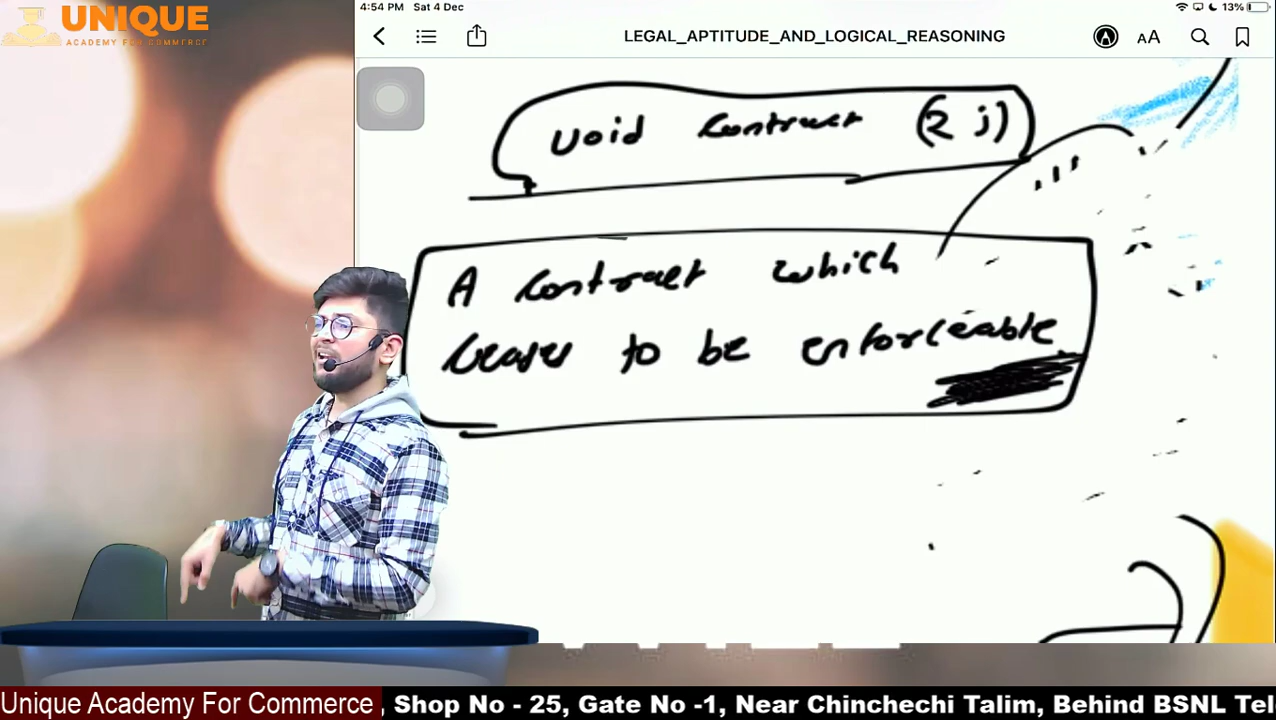 UNIQUE
ACADEMY FOR COMMERCE
4:54 PM Sat 4 Dec
13%
LEGAL_APTITUDE_AND_LOGICAL_REASONING
AA
Void Contract (2 j)
A contract which
ceases to be enforceable
Unique Academy For Commerce , Shop No - 25, Gate No -1, Near Chinchechi Talim, Behind BSNL Tel